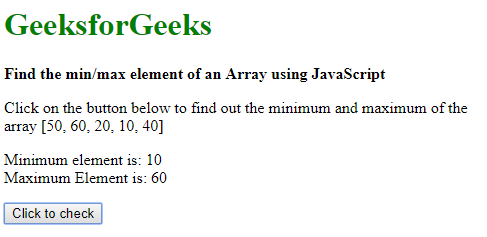 GeeksforGeeks
Find the min/max element of an Array using JavaScript
Click on the button below to find out the minimum and maximum of the
array [50, 60, 20, 10, 40]
Minimum element is: 10
Maximum Element is: 60
Click to check